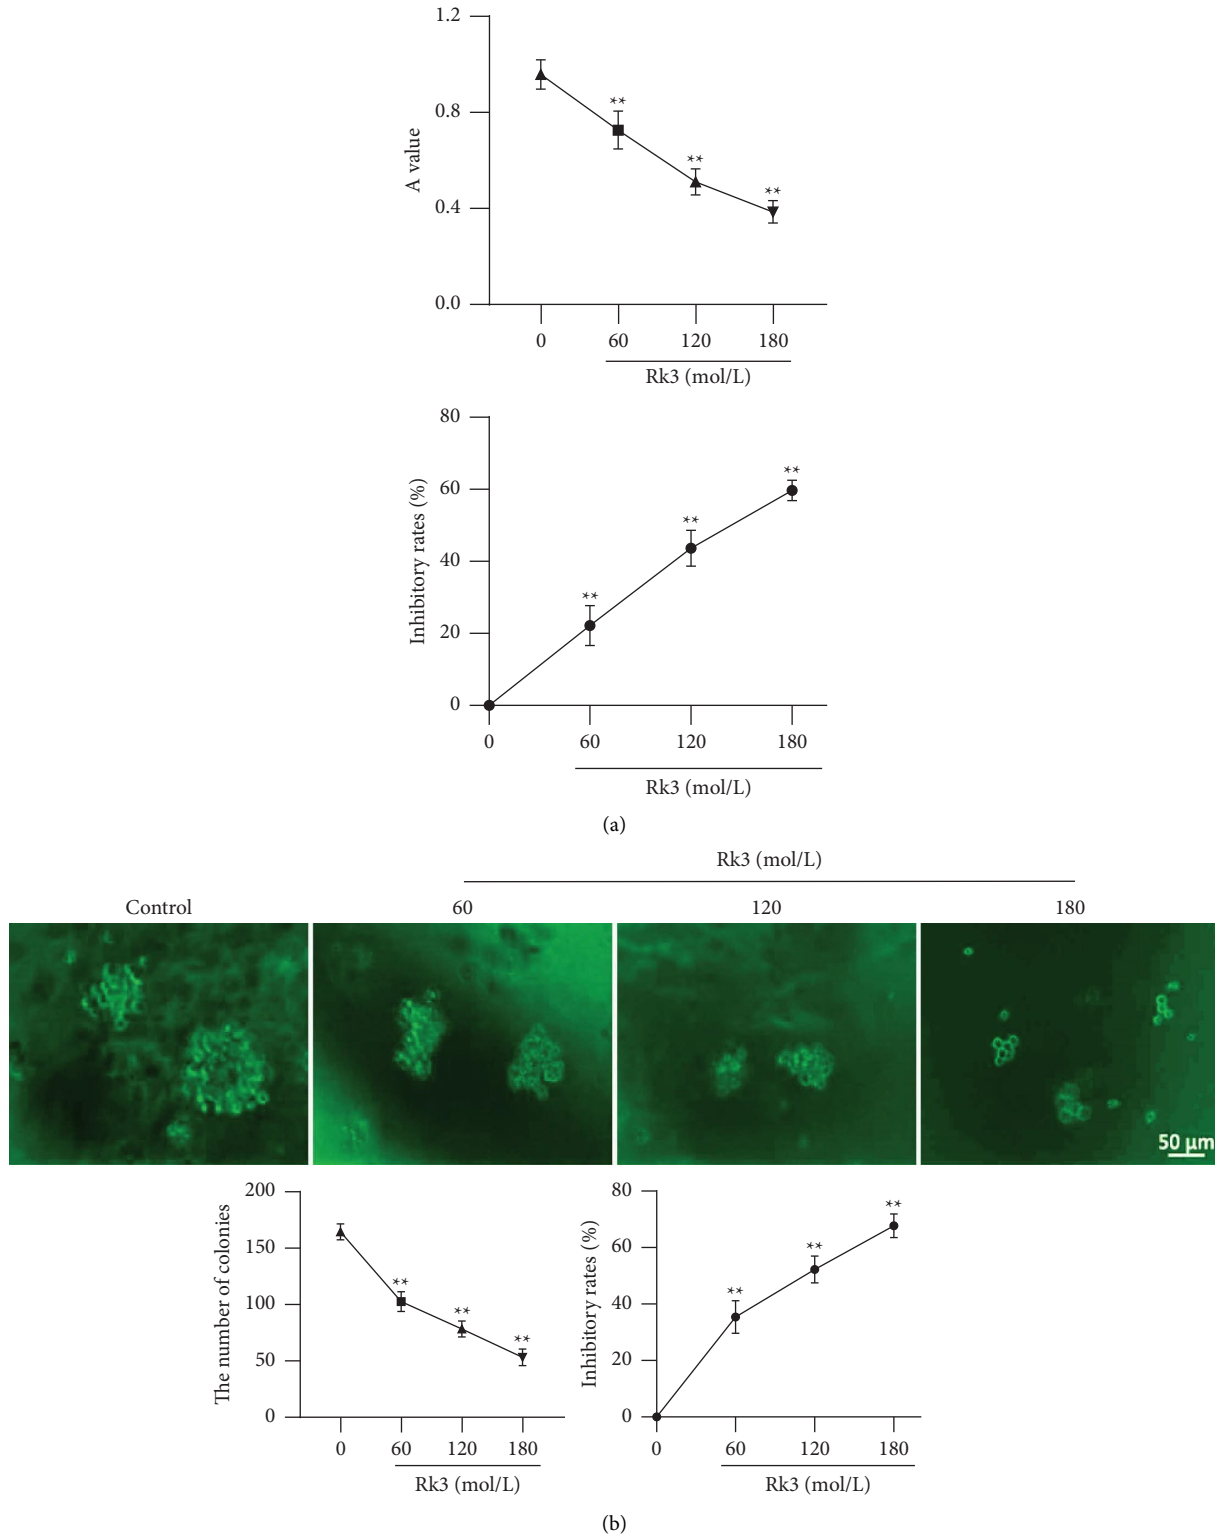 1.2
0.8
0.4
0.0
A value
**
**
**
0 60 120 180
Rk3 (mol/L)
80
60
40
20
0
Inhibitory rates (%)
**
**
**
0 60 120 180
Rk3 (mol/L)
(a)
Rk3 (mol/L)
Control 60 120 180
50 μm
200
150
100
50
0
The number of colonies
**
**
**
0 60 120 180
Rk3 (mol/L)
80
60
40
20
0
Inhibitory rates (%)
**
**
**
0 60 120 180
Rk3 (mol/L)
(b)